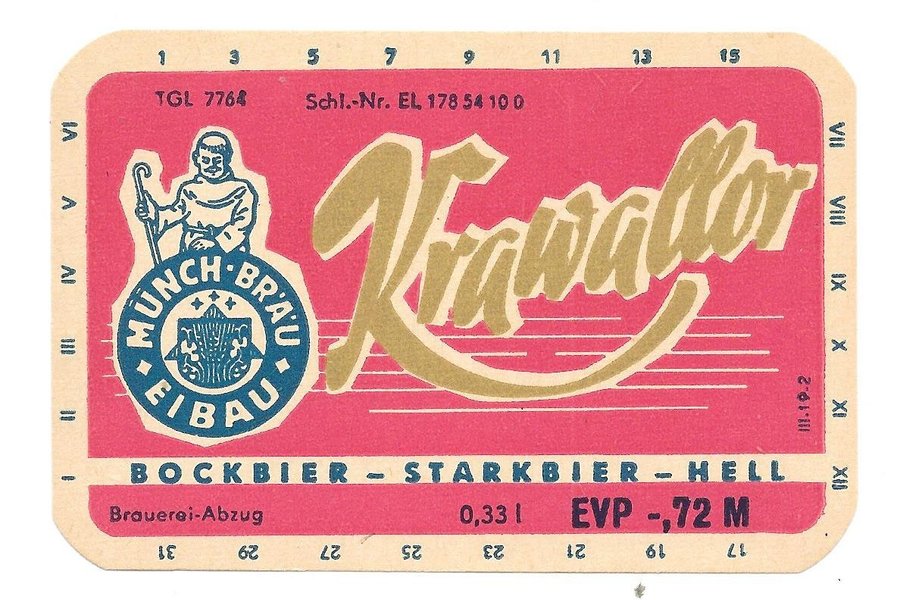 1 3 5 7 9 11 13 15
TGL 7764 Schl.-Nr. EL 178 54 10 0
Krawallor
MÜNCH-BRÄU
EIBAU
BOCKBIER – STARKBIER – HELL
Brauerei-Abzug 0,33 l EVP -,72 M
VI
V
IV
III
II
I
VII
VIII
IX
X
XI
XII
III-19-2
31 29 27 25 23 21 19 17